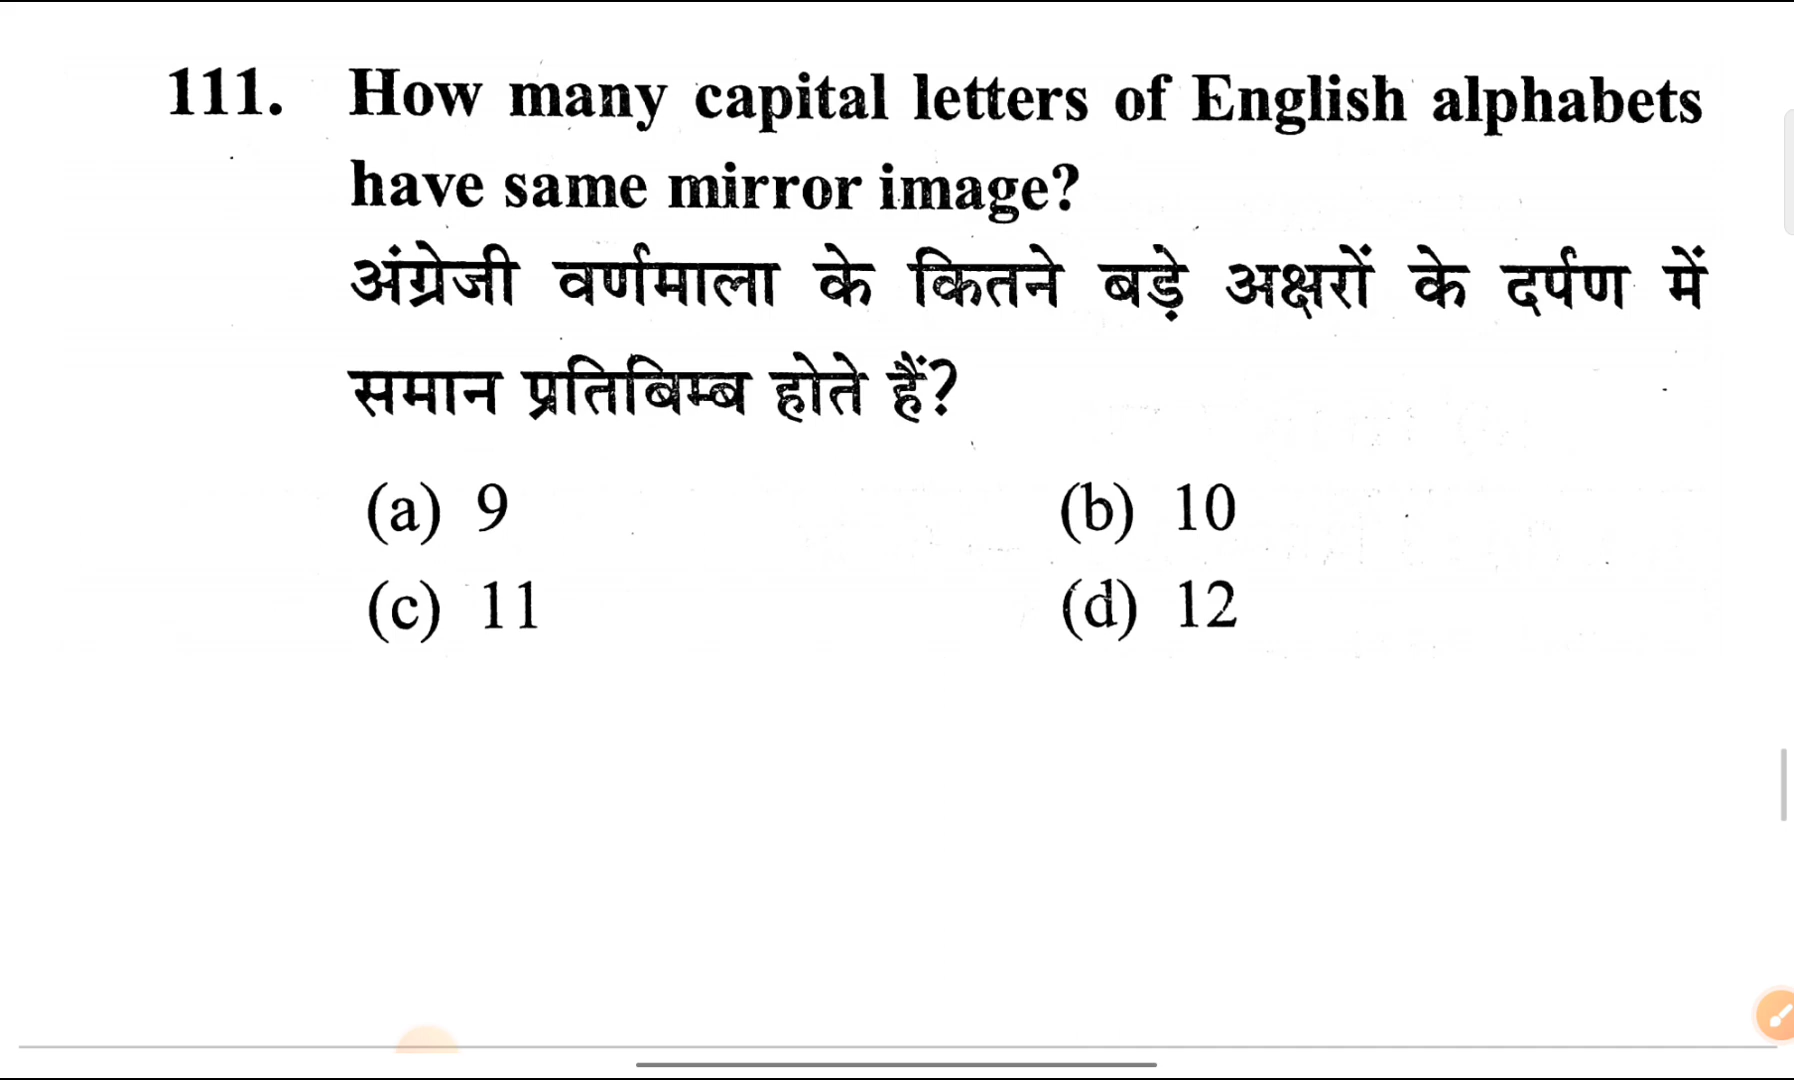 111. How many capital letters of English alphabets
have same mirror image?
अंग्रेजी वर्णमाला के कितने बड़े अक्षरों के दर्पण में
समान प्रतिबिम्ब होते हैं?
(a) 9 (b) 10
(c) 11 (d) 12